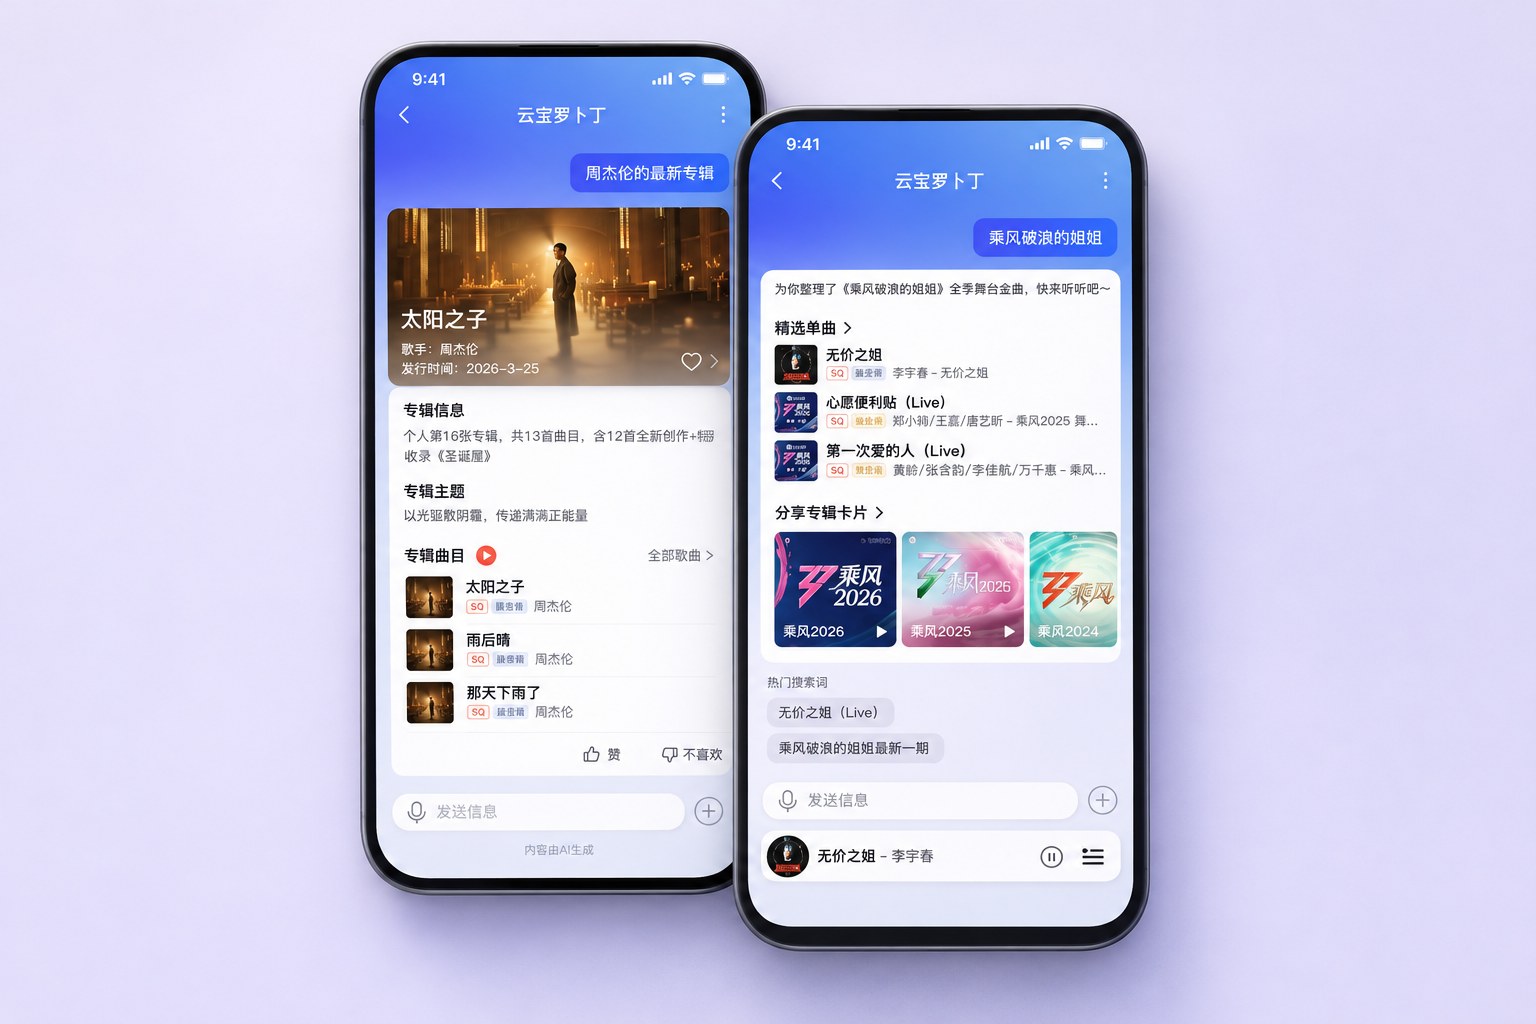 9:41
云宝罗卜丁
周杰伦的最新专辑
太阳之子
歌手：周杰伦
发行时间：2026-3-25
专辑信息
个人第16张专辑，共13首曲目，含12首全新创作+
收录《圣诞星》
专辑主题
以光驱散阴霾，传递满满正能量
专辑曲目
全部歌曲 >
太阳之子
SQ 周杰伦
雨后晴
SQ 周杰伦
那天下雨了
SQ 周杰伦
赞
不喜欢
发送信息
内容由AI生成
9:41
云宝罗卜丁
乘风破浪的姐姐
为你整理了《乘风破浪的姐姐》全季舞台金曲，快来听听吧～
精选单曲 >
无价之姐
SQ 李宇春 - 无价之姐
心愿便利贴（Live）
乘风
SQ 郑小/王嘉/唐艺昕 - 乘风2025 舞...
第一次爱的人（Live）
乘风
SQ 黄龄/张含韵/李佳航/万千惠 - 乘风...
分享专辑卡片 >
乘风
2026
乘风2026
乘风2025
乘风2025
乘风
乘风2024
热门搜索词
无价之姐（Live）
乘风破浪的姐姐最新一期
发送信息
无价之姐 - 李宇春